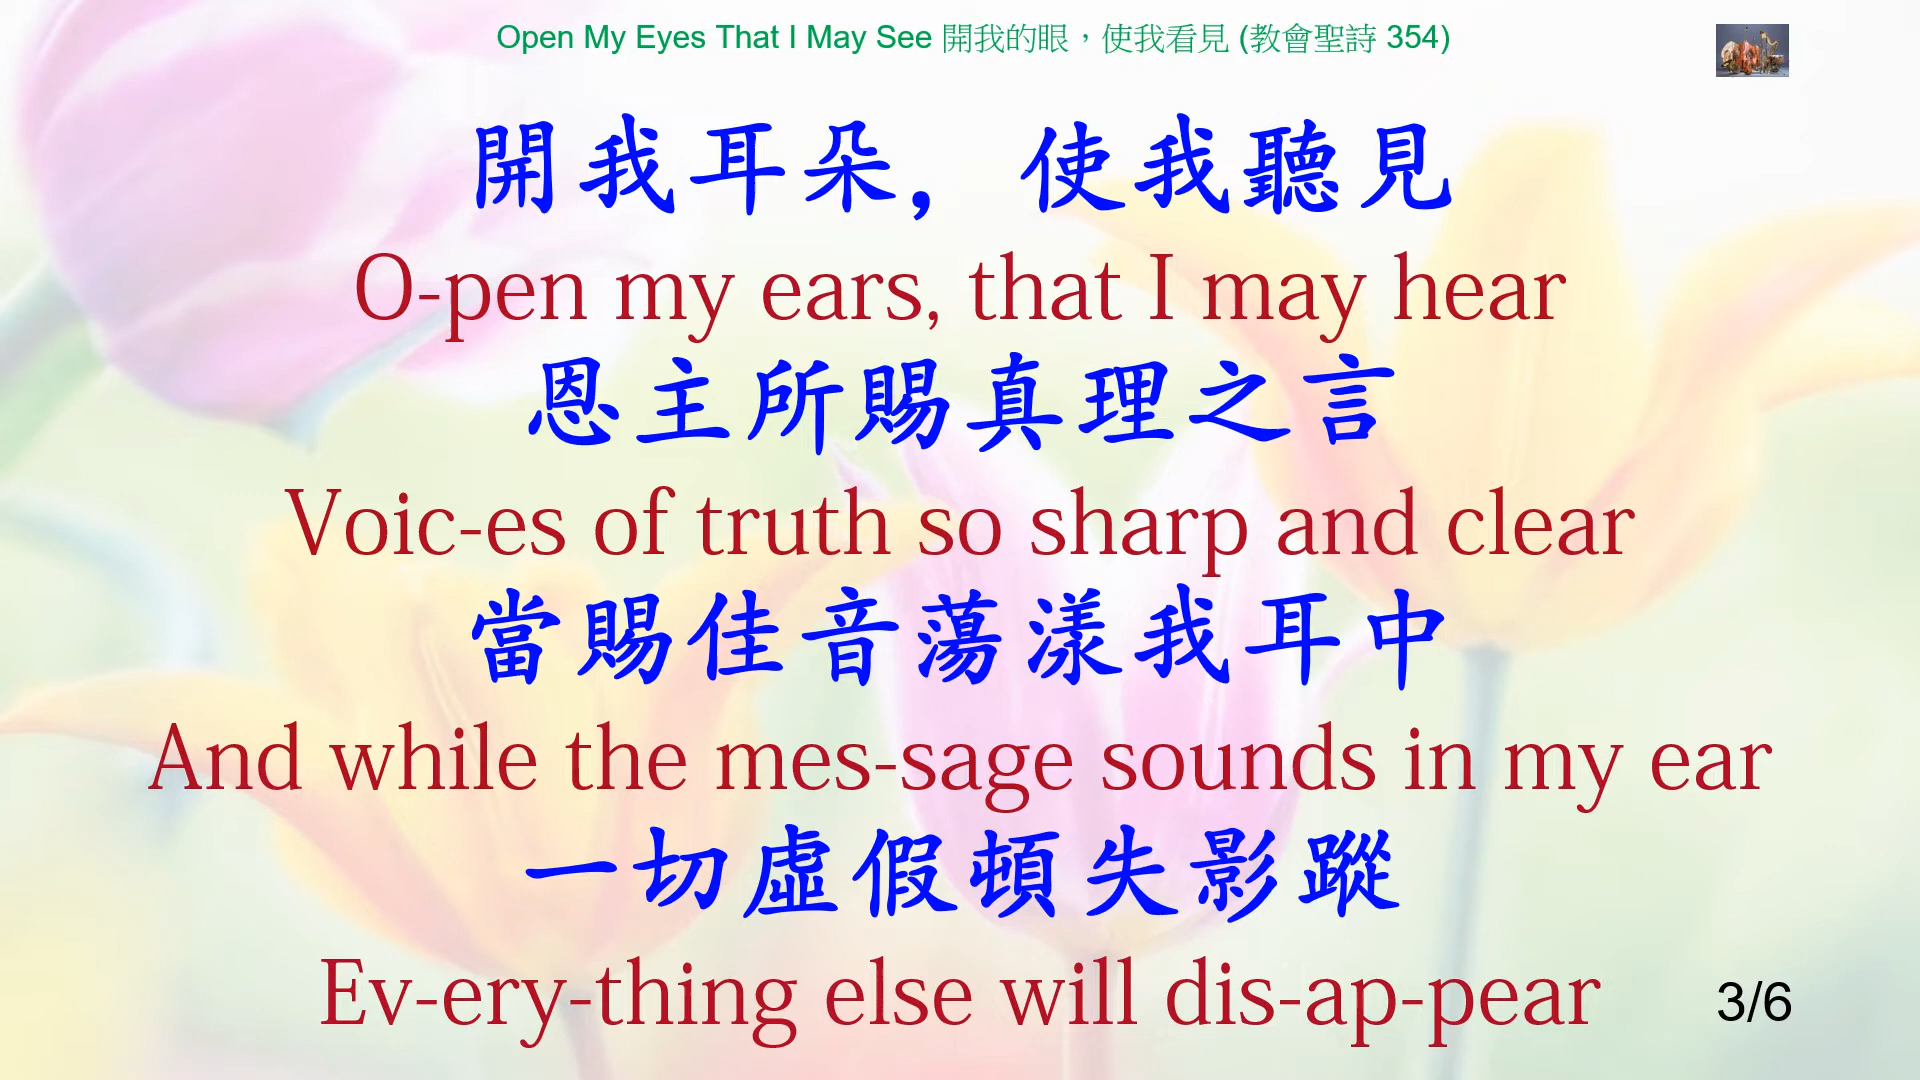 Open My Eyes That I May See 開我的眼，使我看見 (教會聖詩 354)
開我耳朵, 使我聽見
O-pen my ears, that I may hear
恩主所賜真理之言
Voic-es of truth so sharp and clear
當賜佳音蕩漾我耳中
And while the mes-sage sounds in my ear
一切虛假頓失影蹤
Ev-ery-thing else will dis-ap-pear
3/6